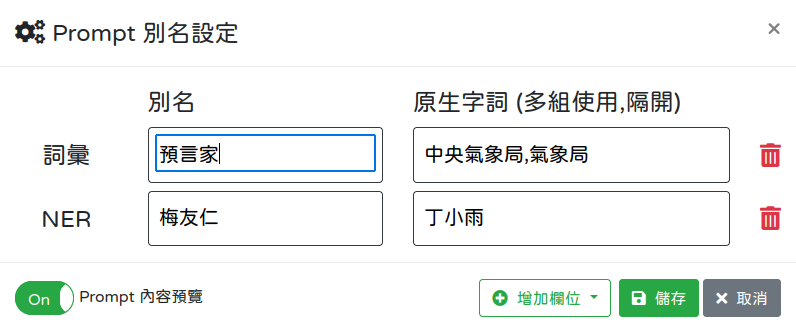 Prompt 別名設定
×
別名 原生字詞 (多組使用,隔開)
詞彙 預言家 中央氣象局,氣象局
NER 梅友仁 丁小雨
On Prompt 內容預覽 增加欄位 儲存 取消